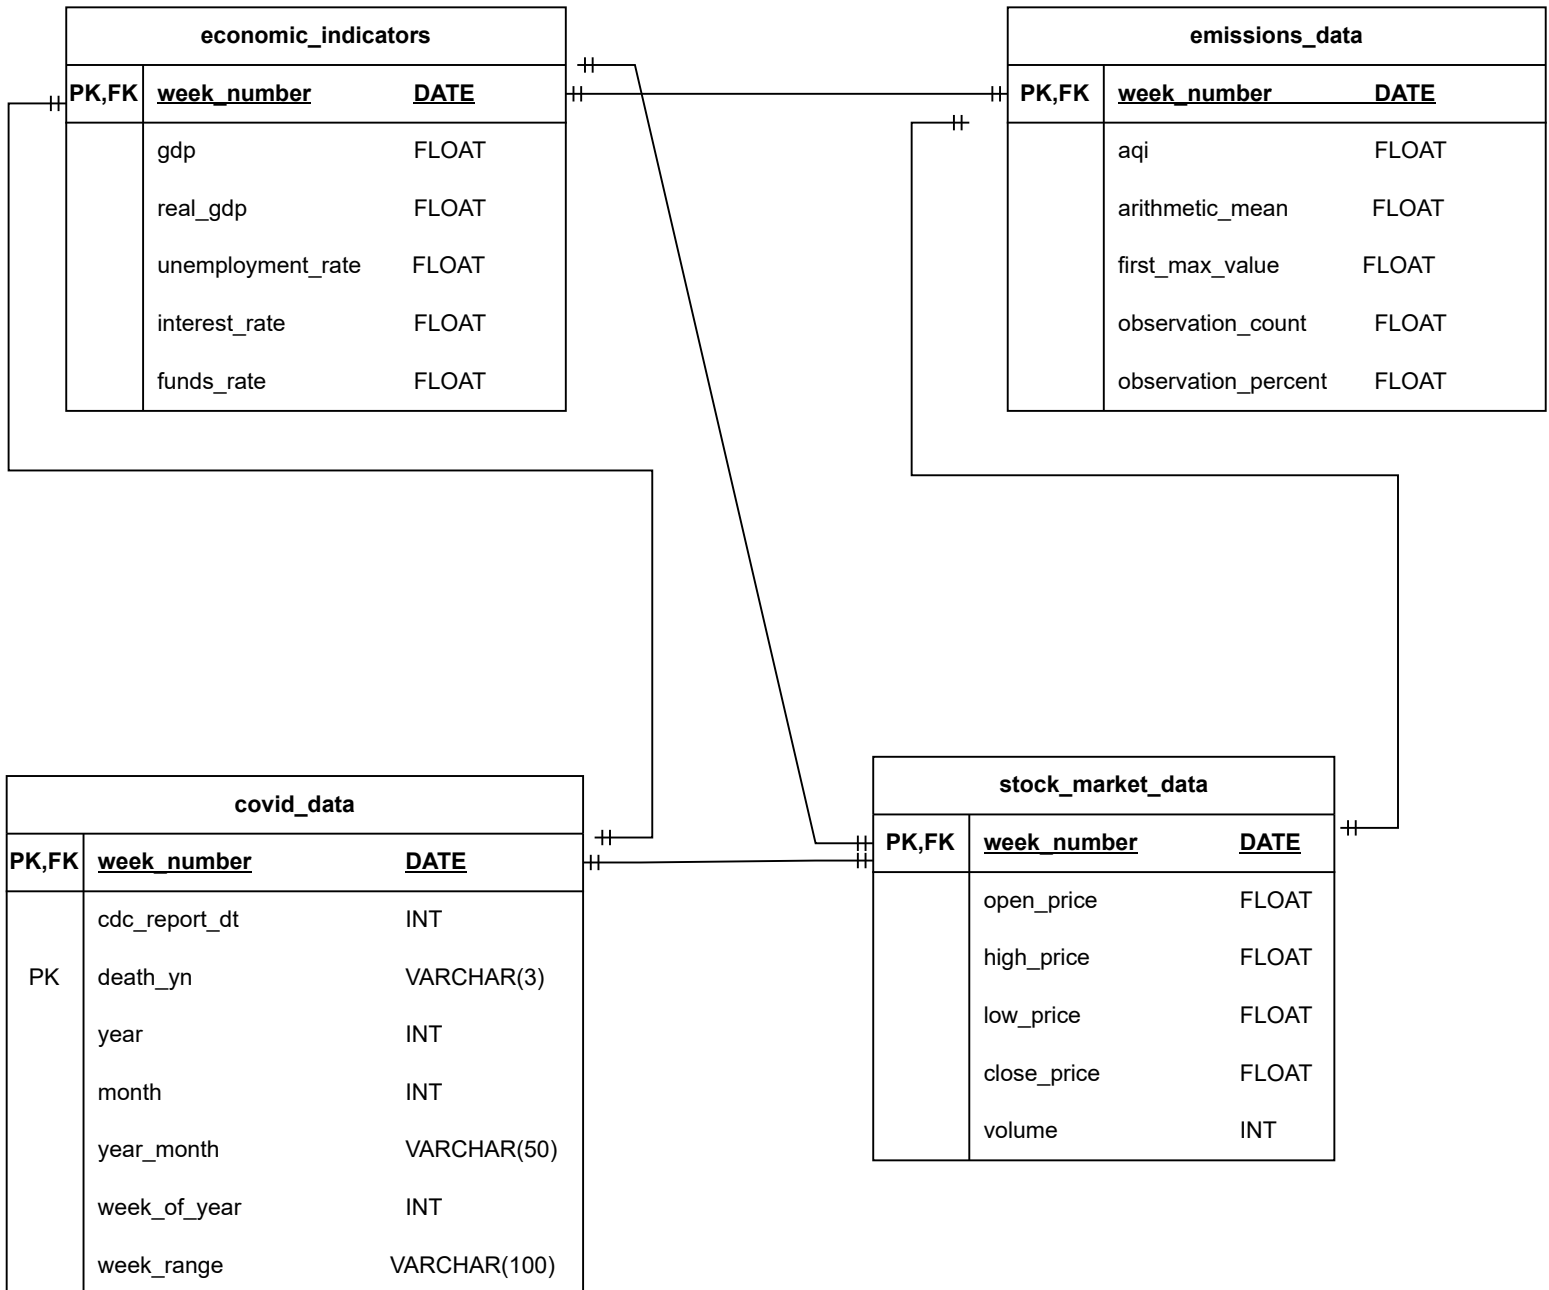 economic_indicators
PK,FK week_number DATE
gdp FLOAT
real_gdp FLOAT
unemployment_rate FLOAT
interest_rate FLOAT
funds_rate FLOAT
emissions_data
PK,FK week_number DATE
aqi FLOAT
arithmetic_mean FLOAT
first_max_value FLOAT
observation_count FLOAT
observation_percent FLOAT
covid_data
PK,FK week_number DATE
cdc_report_dt INT
PK death_yn VARCHAR(3)
year INT
month INT
year_month VARCHAR(50)
week_of_year INT
week_range VARCHAR(100)
stock_market_data
PK,FK week_number DATE
open_price FLOAT
high_price FLOAT
low_price FLOAT
close_price FLOAT
volume INT